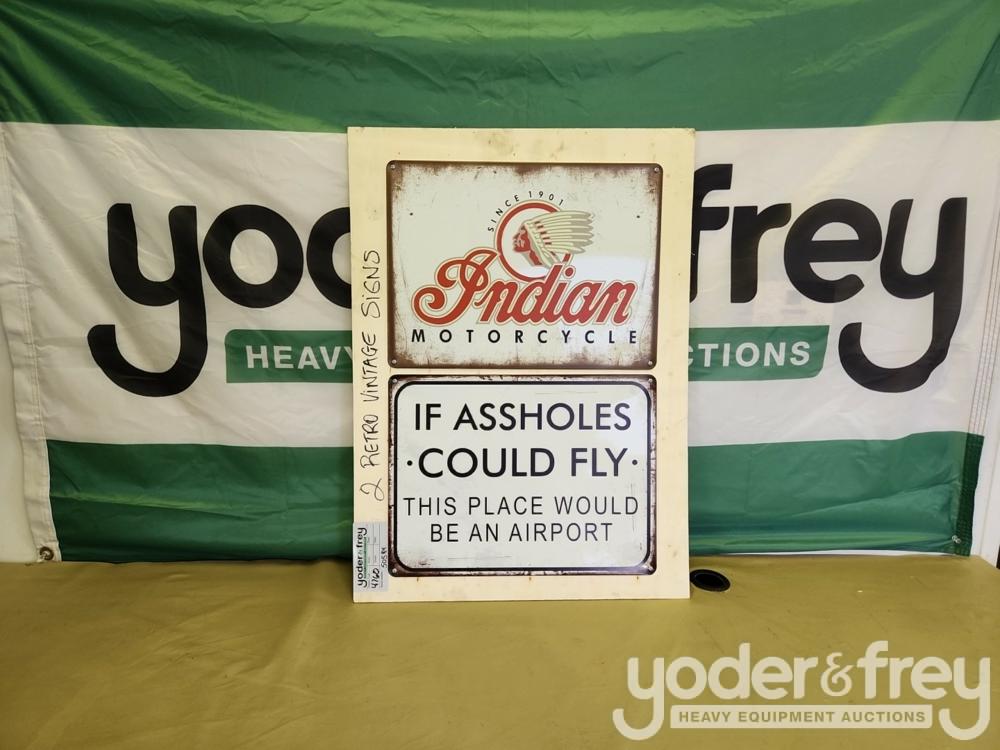 yoder&frey
HEAVY
CTIONS
2 RETRO VINTAGE SIGNS
SINCE 1901
Indian
MOTORCYCLE
IF ASSHOLES
·COULD FLY·
THIS PLACE WOULD
BE AN AIRPORT
yoder&frey
4760
yoder&frey
HEAVY EQUIPMENT AUCTIONS